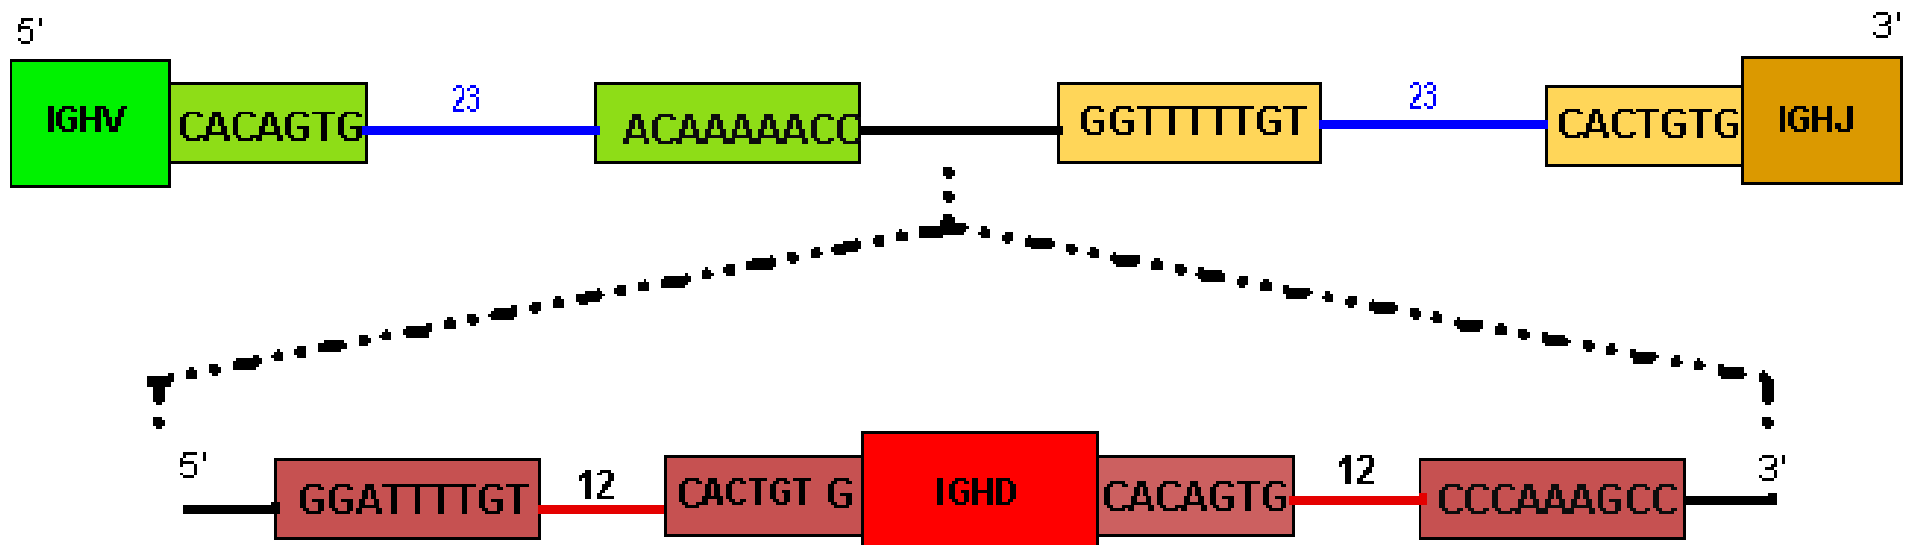 5' 3'
IGHV CACAGTG 23 ACAAAAACC GGTTTTTGT 23 CACTGTG IGHJ
5' GGATTTTGT 12 CACTGT G IGHD CACAGTG 12 CCCAAAGCC 3'